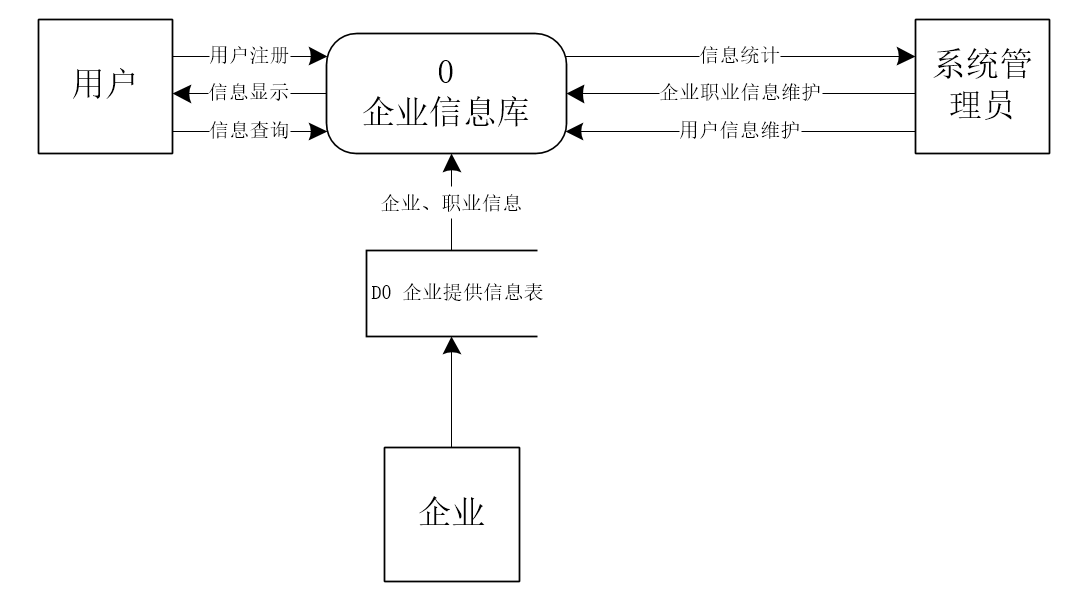 用户
用户注册
信息显示
信息查询
0
企业信息库
信息统计
企业职业信息维护
用户信息维护
系统管
理员
企业、职业信息
D0 企业提供信息表
企业